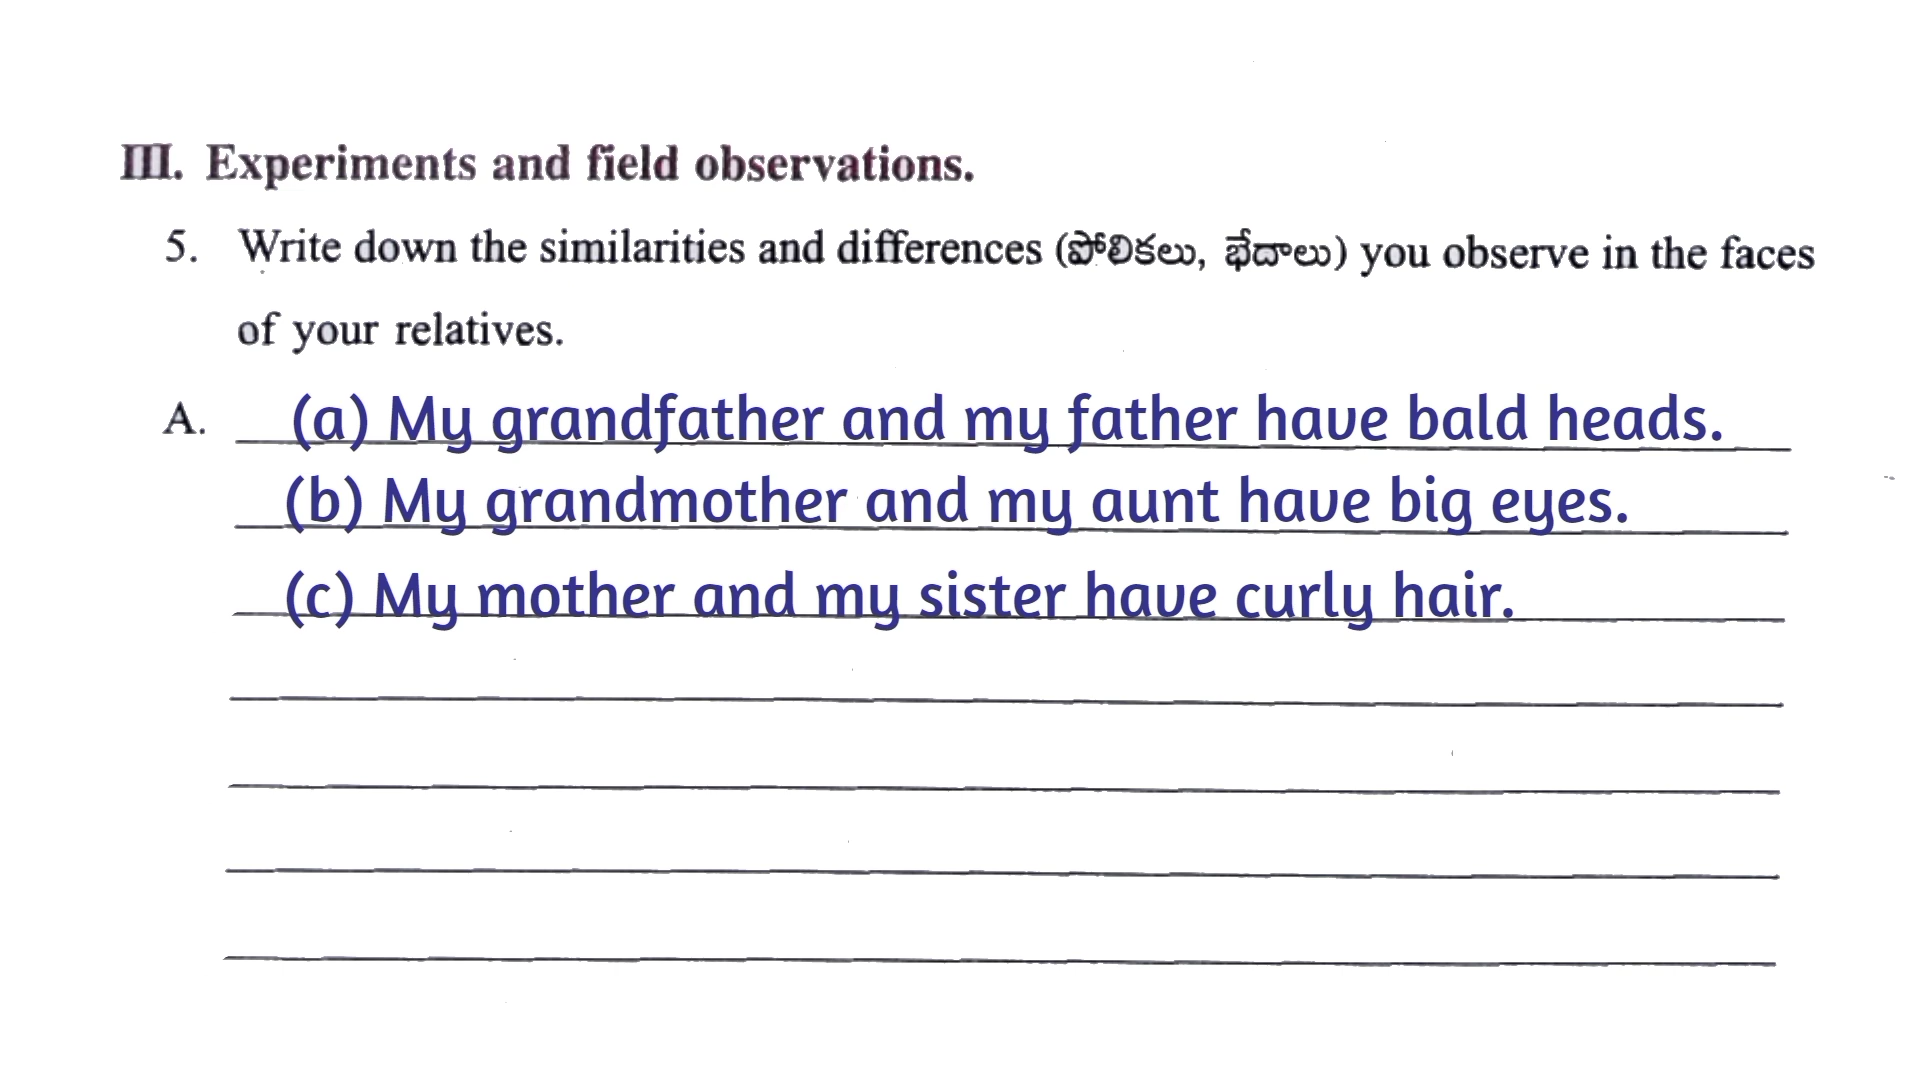 III. Experiments and field observations.
5. Write down the similarities and differences (పోలికలు, భేదాలు) you observe in the faces
of your relatives.
A. (a) My grandfather and my father have bald heads.
(b) My grandmother and my aunt have big eyes.
(c) My mother and my sister have curly hair.